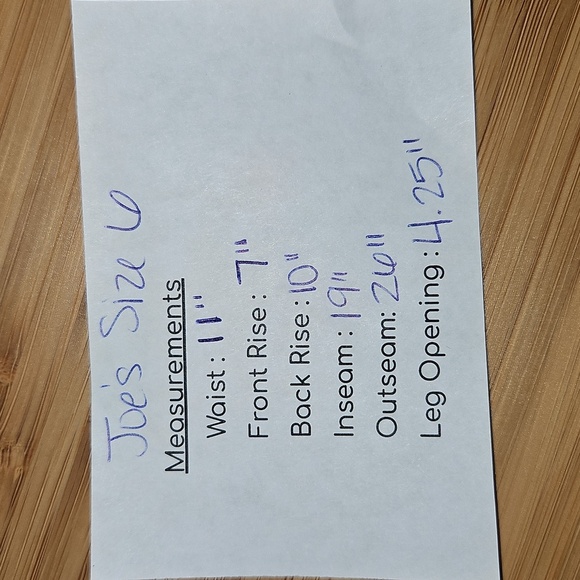 Joe's Size 6
Measurements
Waist: 11"
Front Rise: 7"
Back Rise: 10"
Inseam: 19"
Outseam: 26"
Leg Opening: 4.25"